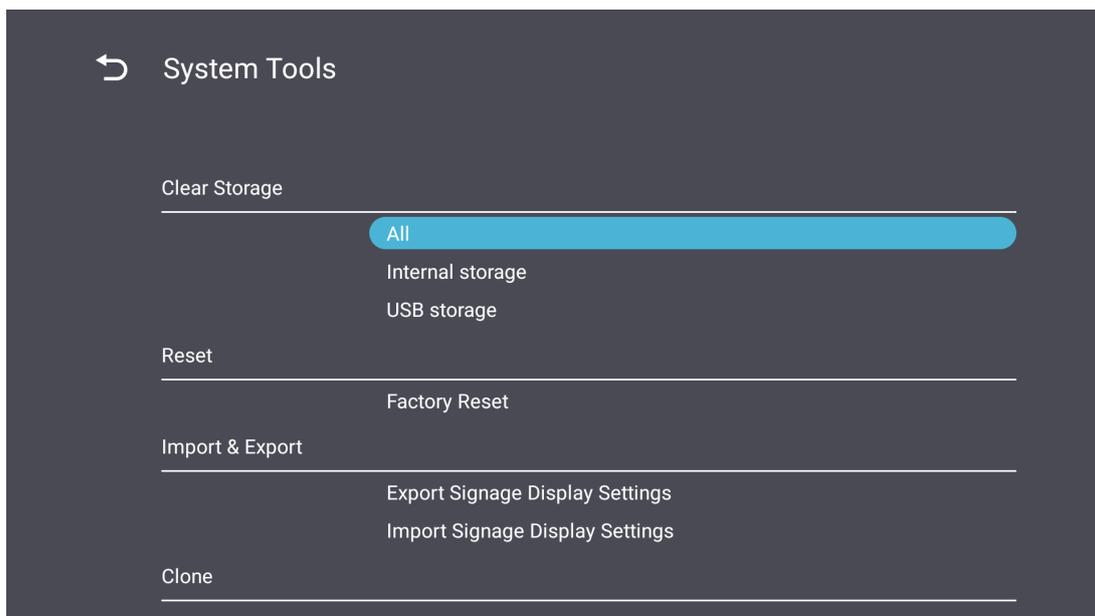 System Tools
Clear Storage
All
Internal storage
USB storage
Reset
Factory Reset
Import & Export
Export Signage Display Settings
Import Signage Display Settings
Clone